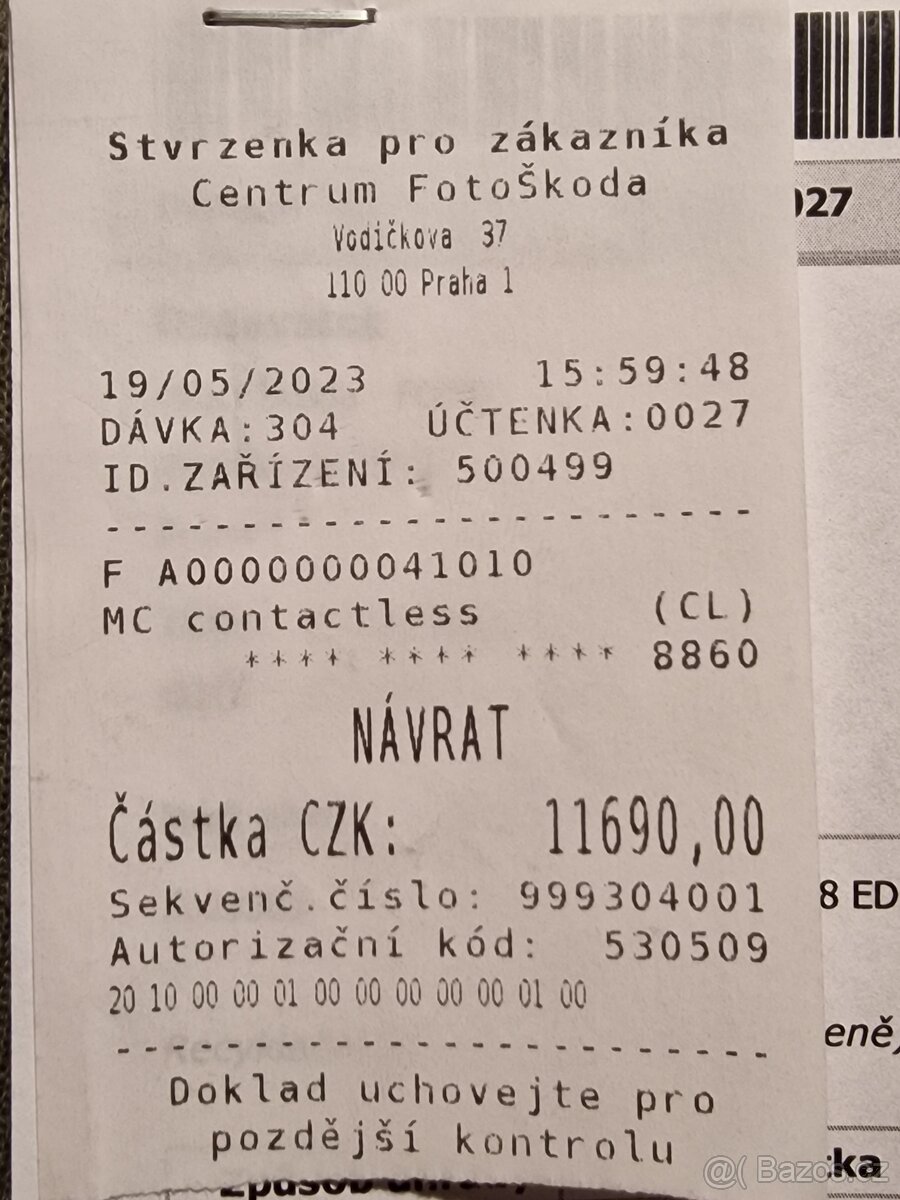 Stvrzenka pro zákazníka
Centrum FotoŠkoda
Vodičkova 37
110 00 Praha 1
027
19/05/2023 15:59:48
DÁVKA:304 ÚČTENKA:0027
ID.ZAŘÍZENÍ: 500499
F A0000000041010
MC contactless (CL)
**** **** **** 8860
NÁVRAT
Částka CZK: 11690,00
Sekvenč.číslo: 999304001
8 ED
Autorizační kód: 530509
20 10 00 00 01 00 00 00 00 00 01 00
eně,
Doklad uchovejte pro
pozdější kontrolu
ka
@( Bazos.cz